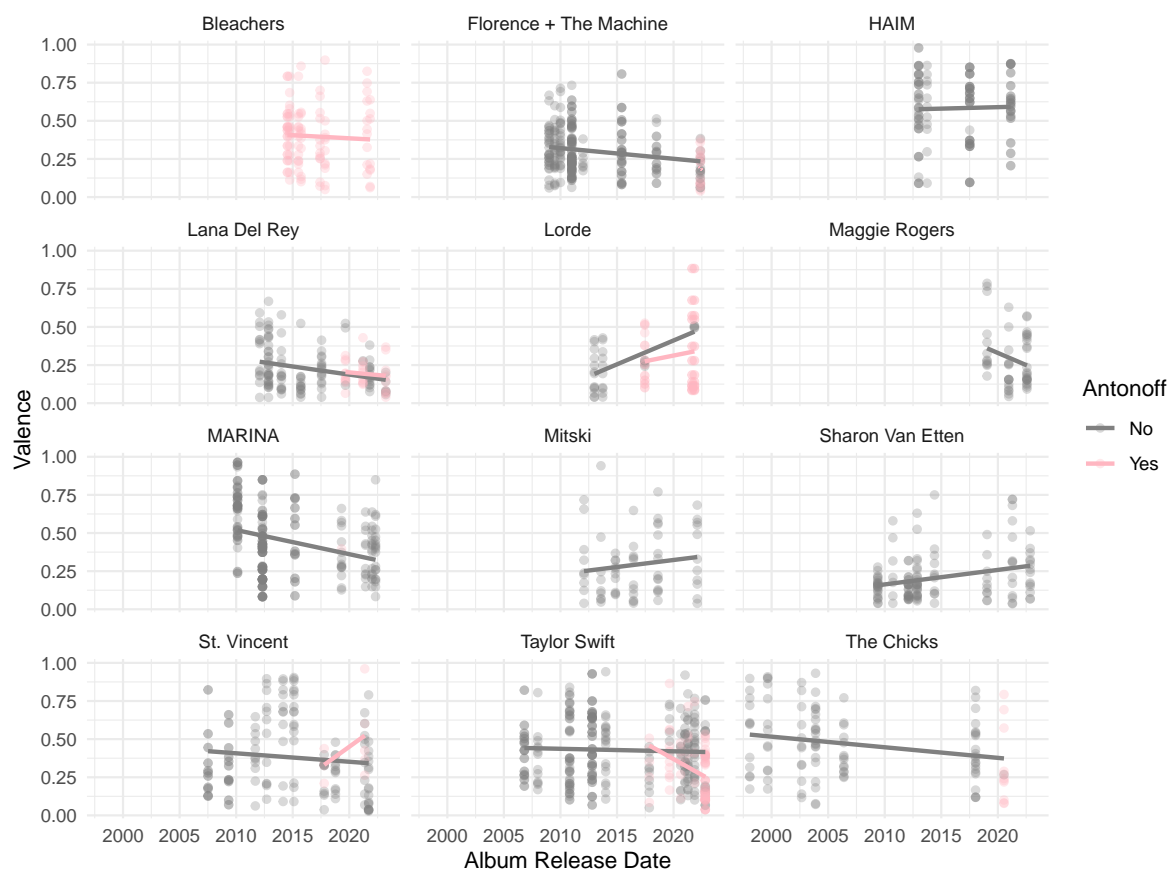 Bleachers Florence + The Machine HAIM
1.00
0.75
0.50
0.25
0.00
Lana Del Rey Lorde Maggie Rogers
1.00
0.75
0.50
0.25
0.00
MARINA Mitski Sharon Van Etten
1.00
0.75
0.50
0.25
0.00
St. Vincent Taylor Swift The Chicks
1.00
0.75
0.50
0.25
0.00
2000 2005 2010 2015 2020 2000 2005 2010 2015 2020 2000 2005 2010 2015 2020
Album Release Date
Valence
Antonoff
No
Yes